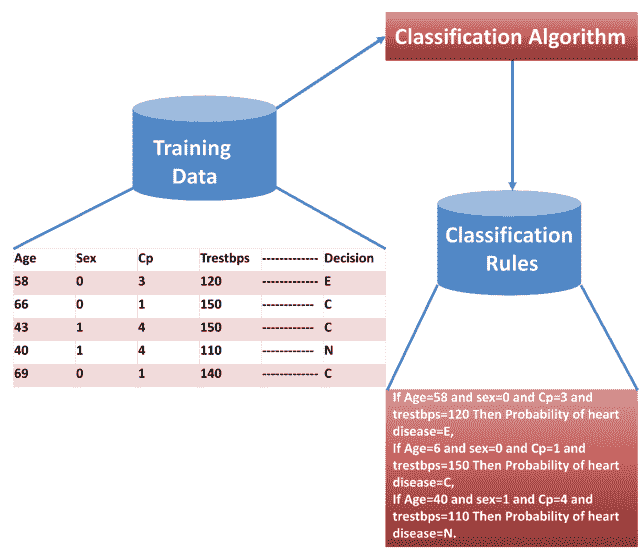 Classification Algorithm
Training
Data
Classification
Rules
Age Sex Cp Trestbps ------------- Decision
58 0 3 120 ------------- E
66 0 1 150 ------------ C
43 1 4 150 ------------ C
40 1 4 110 ------------ N
69 0 1 140 ------------- C
If Age=58 and sex=0 and Cp=3 and
trestbps=120 Then Probability of heart
disease=E,
If Age=6 and sex=0 and Cp=1 and
trestbps=150 Then Probability of heart
disease=C,
If Age=40 and sex=1 and Cp=4 and
trestbps=110 Then Probability of heart
disease=N.